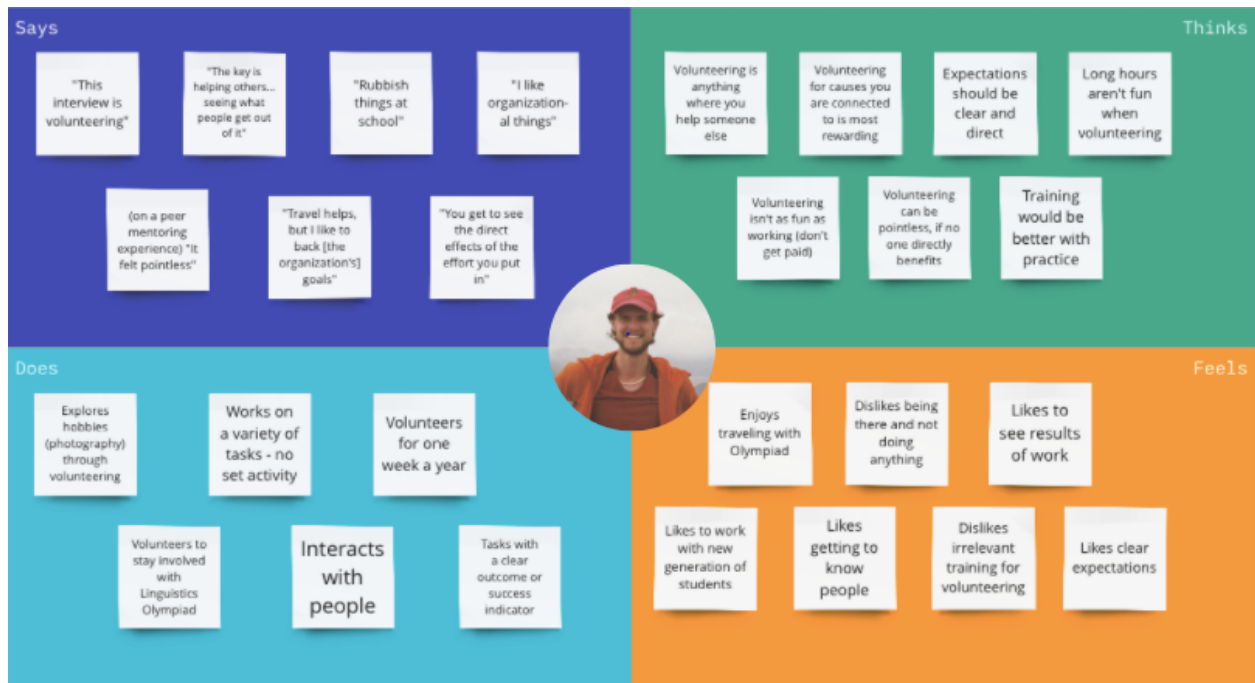 Says
"This
interview is
volunteering"
"The key is
helping others...
seeing what
people get out
of it"
"Rubbish
things at
school"
"I like
organization-
al things"
(on a peer
mentoring
experience) "it
felt pointless"
"Travel helps,
but I like to
back [the
organization's]
goals"
"You get to see
the direct
effects of the
effort you put
in"
Thinks
Volunteering is
anything
where you
help someone
else
Volunteering
for causes you
are connected
to is most
rewarding
Expectations
should be
clear and
direct
Long hours
aren't fun
when
volunteering
Volunteering
isn't as fun as
working (don't
get paid)
Volunteering
can be
pointless, if no
one directly
benefits
Training
would be
better with
practice
Does
Explores
hobbies
(photography)
through
volunteering
Works on
a variety of
tasks - no
set activity
Volunteers
for one
week a year
Volunteers to
stay involved
with
Linguistics
Olympiad
Interacts
with
people
Tasks with
a clear
outcome or
success
indicator
Feels
Enjoys
traveling with
Olympiad
Dislikes being
there and not
doing
anything
Likes to
see results
of work
Likes to work
with new
generation of
students
Likes
getting to
know
people
Dislikes
irrelevant
training for
volunteering
Likes clear
expectations